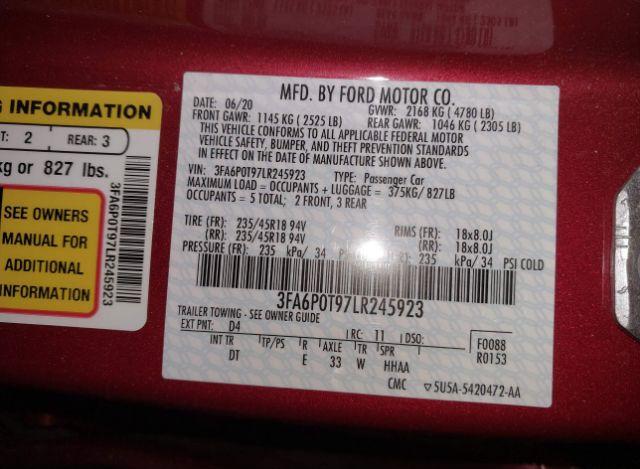 G INFORMATION
T: 2 REAR: 3
kg or 827 lbs.
SEE OWNERS
MANUAL FOR
ADDITIONAL
INFORMATION
3FA6P0T97LR245923
MFD. BY FORD MOTOR CO.
DATE: 06/20 GVWR: 2168 KG ( 4780 LB)
FRONT GAWR: 1145 KG ( 2525 LB) REAR GAWR: 1046 KG ( 2305 LB)
THIS VEHICLE CONFORMS TO ALL APPLICABLE FEDERAL MOTOR
VEHICLE SAFETY, BUMPER, AND THEFT PREVENTION STANDARDS
IN EFFECT ON THE DATE OF MANUFACTURE SHOWN ABOVE.
VIN: 3FA6P0T97LR245923 TYPE: Passenger Car
MAXIMUM LOAD = OCCUPANTS + LUGGAGE = 375KG/ 827LB
OCCUPANTS = 5 TOTAL; 2 FRONT, 3 REAR
TIRE (FR): 235/45R18 94V RIMS (FR): 18x8.0J
(RR): 235/45R18 94V (RR): 18x8.0J
PRESSURE (FR): 235 kPa/ 34 (RR): 235 kPa/ 34 PSI COLD
3FA6P0T97LR245923
TRAILER TOWING - SEE OWNER GUIDE
EXT PNT: D4 RC: 11 DSO: F0088
INT TR TP/PS R AXLE TR SPR R0153
DT E 33 W HHAA
CMC 5U5A-5420472-AA